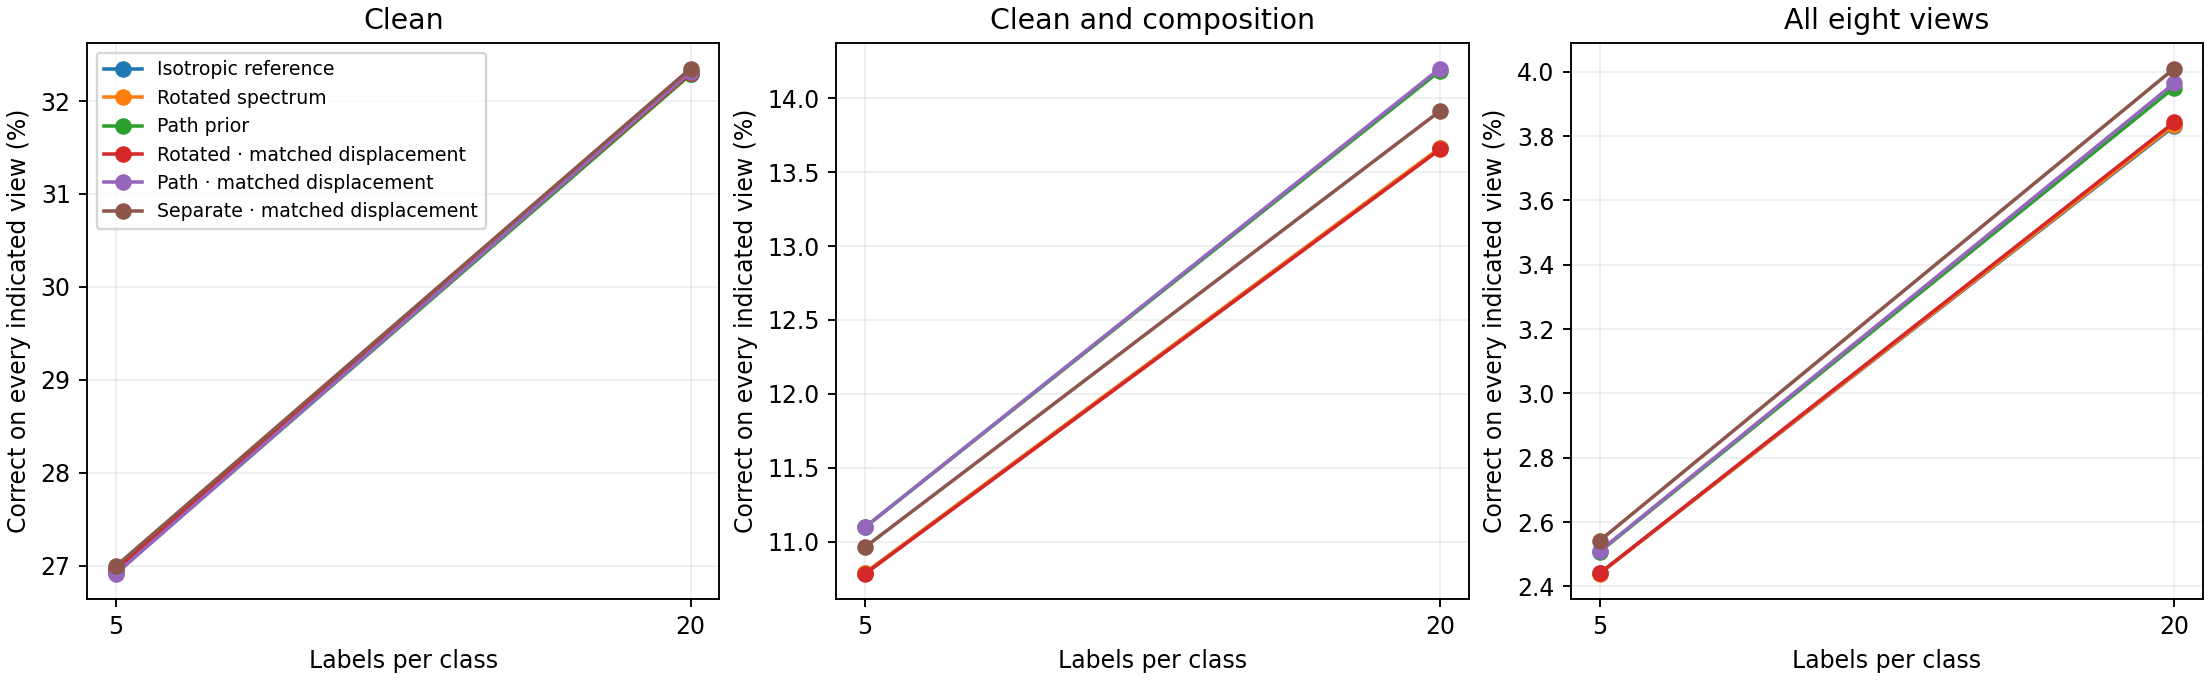 Clean
Correct on every indicated view (%)
32
31
30
29
28
27
Isotropic reference
Rotated spectrum
Path prior
Rotated · matched displacement
Path · matched displacement
Separate · matched displacement
5
20
Labels per class
Clean and composition
Correct on every indicated view (%)
14.0
13.5
13.0
12.5
12.0
11.5
11.0
5
20
Labels per class
All eight views
Correct on every indicated view (%)
4.0
3.8
3.6
3.4
3.2
3.0
2.8
2.6
2.4
5
20
Labels per class